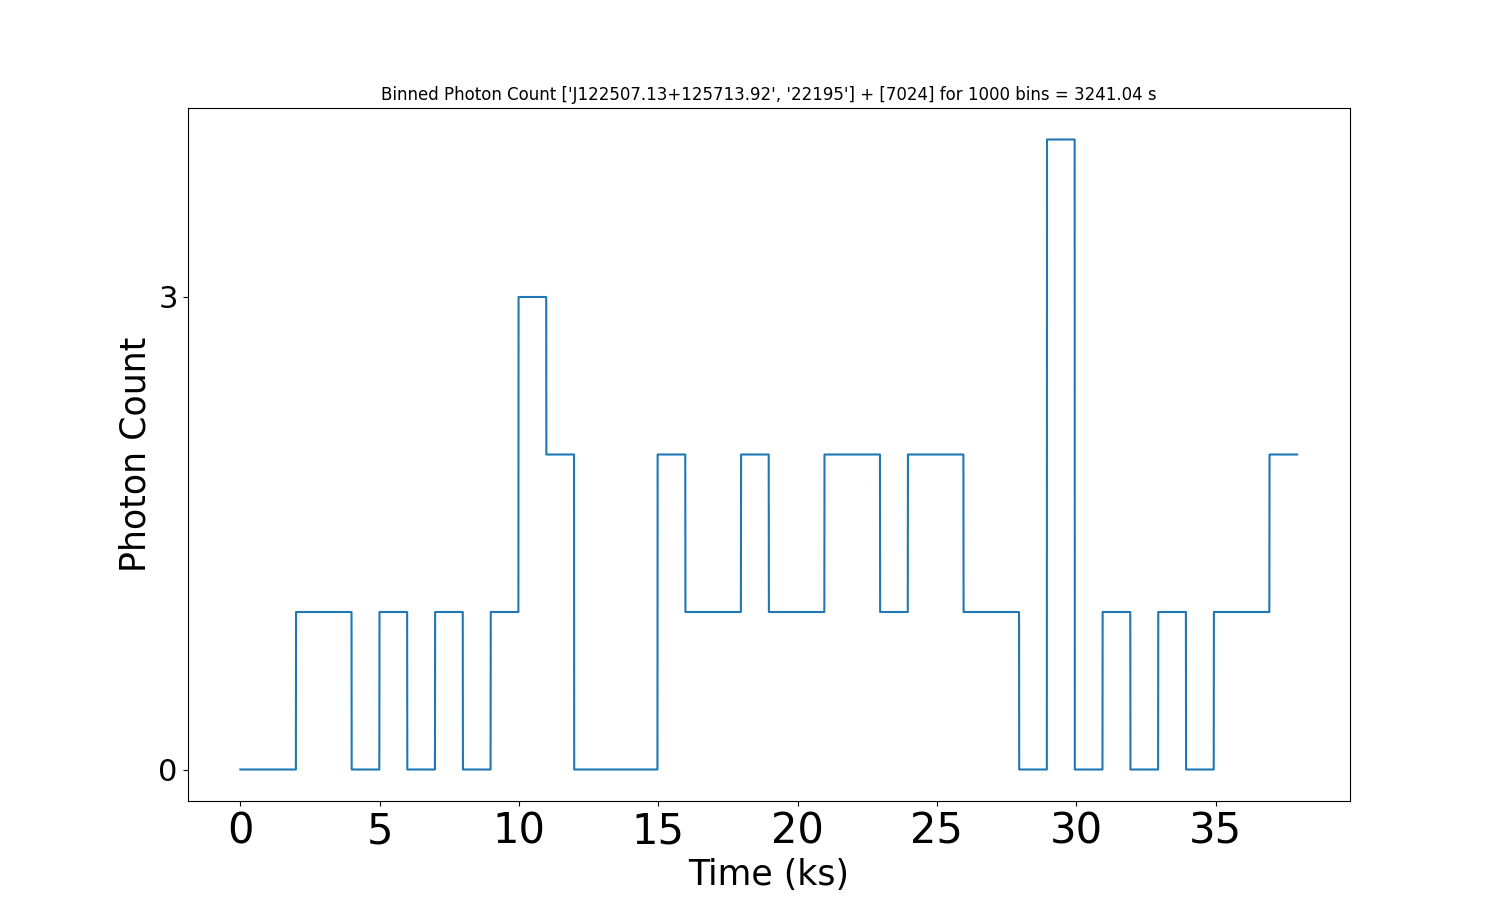 Binned Photon Count ['J122507.13+125713.92', '22195'] + [7024] for 1000 bins = 3241.04 s
Photon Count
3
0
0 5 10 15 20 25 30 35
Time (ks)